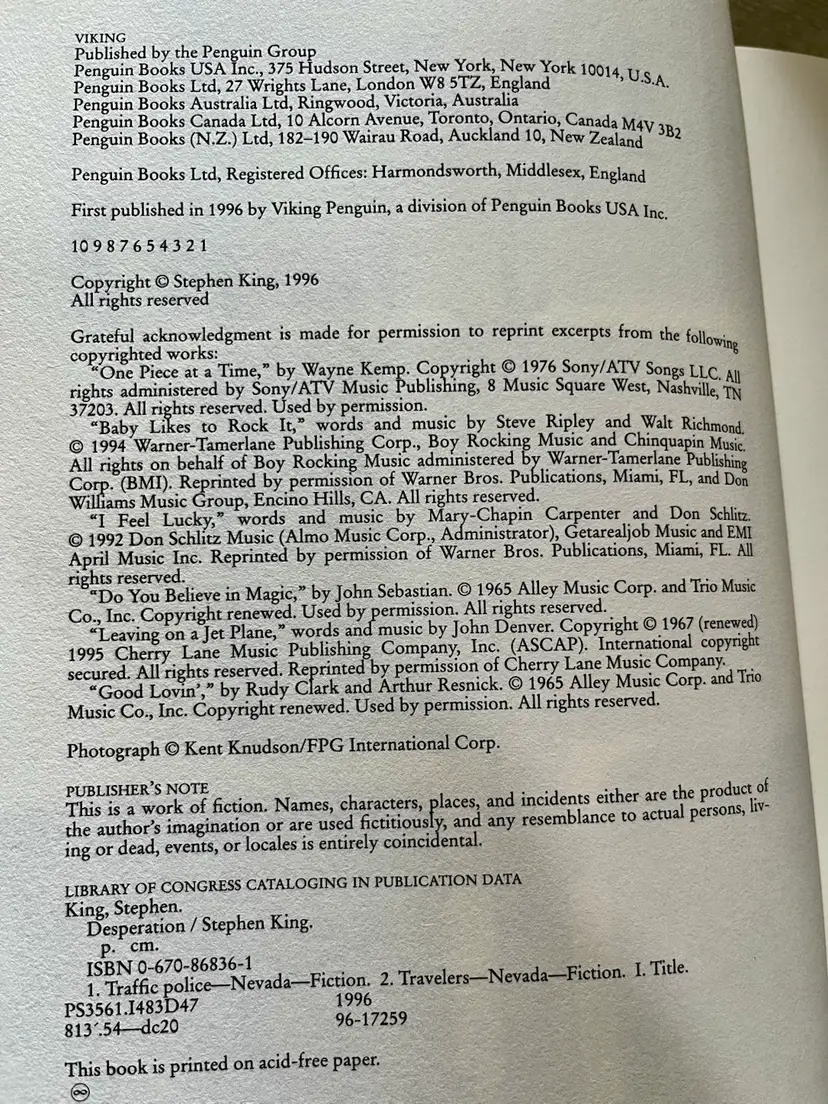 VIKING
Published by the Penguin Group
Penguin Books USA Inc., 375 Hudson Street, New York, New York 10014, U.S.A.
Penguin Books Ltd, 27 Wrights Lane, London W8 5TZ, England
Penguin Books Australia Ltd, Ringwood, Victoria, Australia
Penguin Books Canada Ltd, 10 Alcorn Avenue, Toronto, Ontario, Canada M4V 3B2
Penguin Books (N.Z.) Ltd, 182–190 Wairau Road, Auckland 10, New Zealand
Penguin Books Ltd, Registered Offices: Harmondsworth, Middlesex, England
First published in 1996 by Viking Penguin, a division of Penguin Books USA Inc.
10 9 8 7 6 5 4 3 2 1
Copyright © Stephen King, 1996
All rights reserved
Grateful acknowledgment is made for permission to reprint excerpts from the following
copyrighted works:
“One Piece at a Time,” by Wayne Kemp. Copyright © 1976 Sony/ATV Songs LLC. All
rights administered by Sony/ATV Music Publishing, 8 Music Square West, Nashville, TN
37203. All rights reserved. Used by permission.
“Baby Likes to Rock It,” words and music by Steve Ripley and Walt Richmond.
© 1994 Warner-Tamerlane Publishing Corp., Boy Rocking Music and Chinquapin Music.
All rights on behalf of Boy Rocking Music administered by Warner-Tamerlane Publishing
Corp. (BMI). Reprinted by permission of Warner Bros. Publications, Miami, FL, and Don
Williams Music Group, Encino Hills, CA. All rights reserved.
“I Feel Lucky,” words and music by Mary-Chapin Carpenter and Don Schlitz.
© 1992 Don Schlitz Music (Almo Music Corp., Administrator), Getarealjob Music and EMI
April Music Inc. Reprinted by permission of Warner Bros. Publications, Miami, FL. All
rights reserved.
“Do You Believe in Magic,” by John Sebastian. © 1965 Alley Music Corp. and Trio Music
Co., Inc. Copyright renewed. Used by permission. All rights reserved.
“Leaving on a Jet Plane,” words and music by John Denver. Copyright © 1967 (renewed)
1995 Cherry Lane Music Publishing Company, Inc. (ASCAP). International copyright
secured. All rights reserved. Reprinted by permission of Cherry Lane Music Company.
“Good Lovin’,” by Rudy Clark and Arthur Resnick. © 1965 Alley Music Corp. and Trio
Music Co., Inc. Copyright renewed. Used by permission. All rights reserved.
Photograph © Kent Knudson/FPG International Corp.
PUBLISHER’S NOTE
This is a work of fiction. Names, characters, places, and incidents either are the product of
the author’s imagination or are used fictitiously, and any resemblance to actual persons, liv-
ing or dead, events, or locales is entirely coincidental.
LIBRARY OF CONGRESS CATALOGING IN PUBLICATION DATA
King, Stephen.
Desperation / Stephen King.
p. cm.
ISBN 0-670-86836-1
1. Traffic police—Nevada—Fiction. 2. Travelers—Nevada—Fiction. I. Title.
PS3561.I483D47 1996
813′.54—dc20 96-17259
This book is printed on acid-free paper.